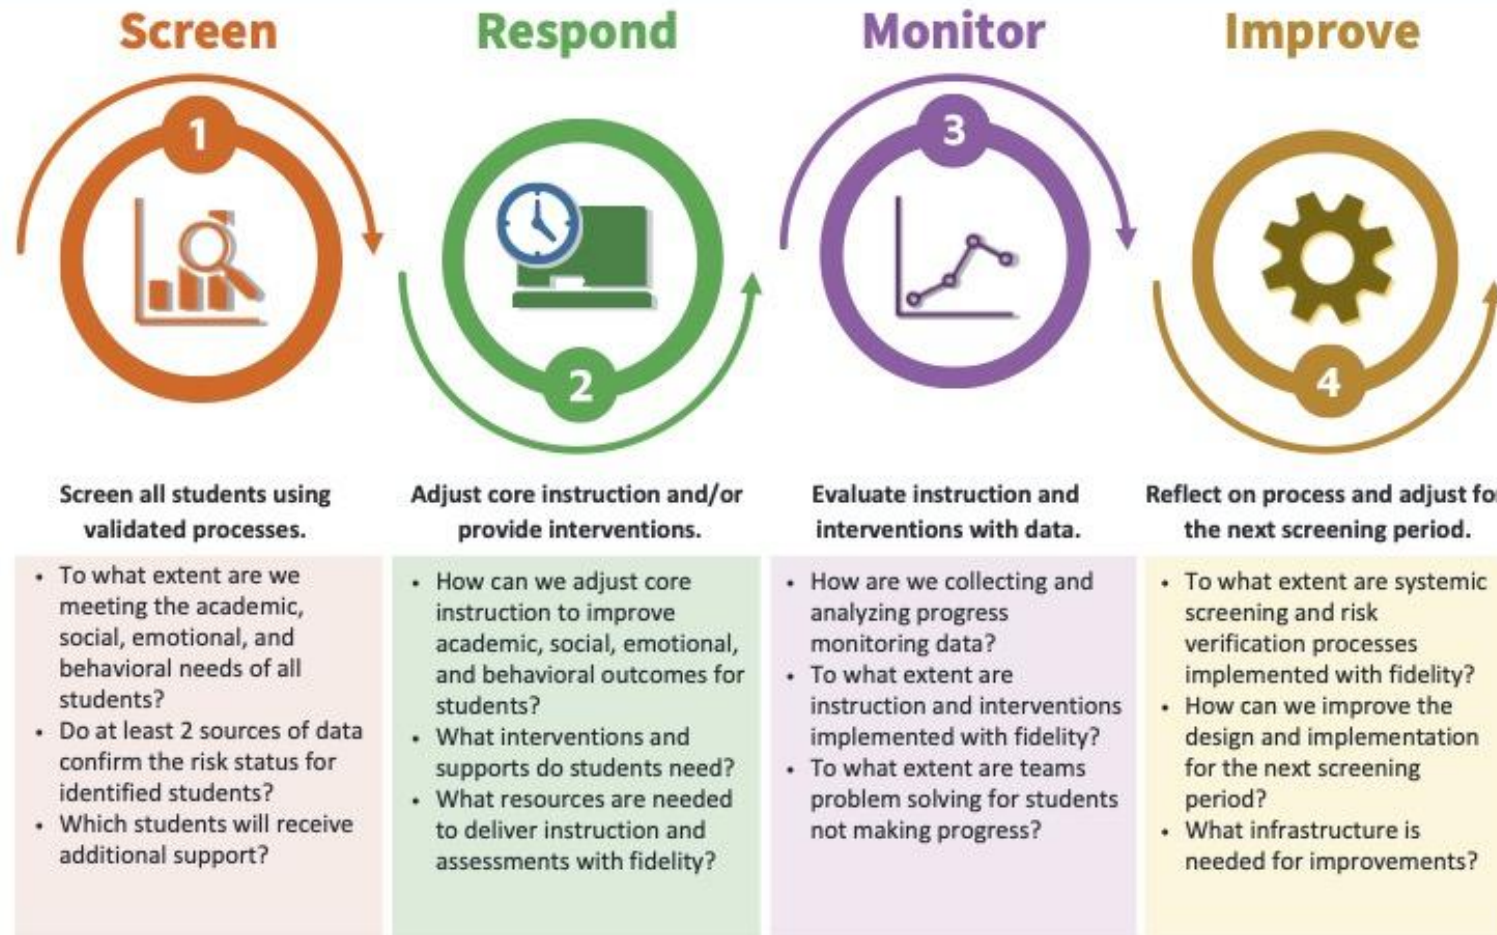 Screen
Respond
Monitor
Improve
1
2
3
4
Screen all students using
validated processes.
• To what extent are we
meeting the academic,
social, emotional, and
behavioral needs of all
students?
• Do at least 2 sources of data
confirm the risk status for
identified students?
• Which students will receive
additional support?
Adjust core instruction and/or
provide interventions.
• How can we adjust core
instruction to improve
academic, social, emotional,
and behavioral outcomes for
students?
• What interventions and
supports do students need?
• What resources are needed
to deliver instruction and
assessments with fidelity?
Evaluate instruction and
interventions with data.
• How are we collecting and
analyzing progress
monitoring data?
• To what extent are
instruction and interventions
implemented with fidelity?
• To what extent are teams
problem solving for students
not making progress?
Reflect on process and adjust for
the next screening period.
• To what extent are systemic
screening and risk
verification processes
implemented with fidelity?
• How can we improve the
design and implementation
for the next screening
period?
• What infrastructure is
needed for improvements?